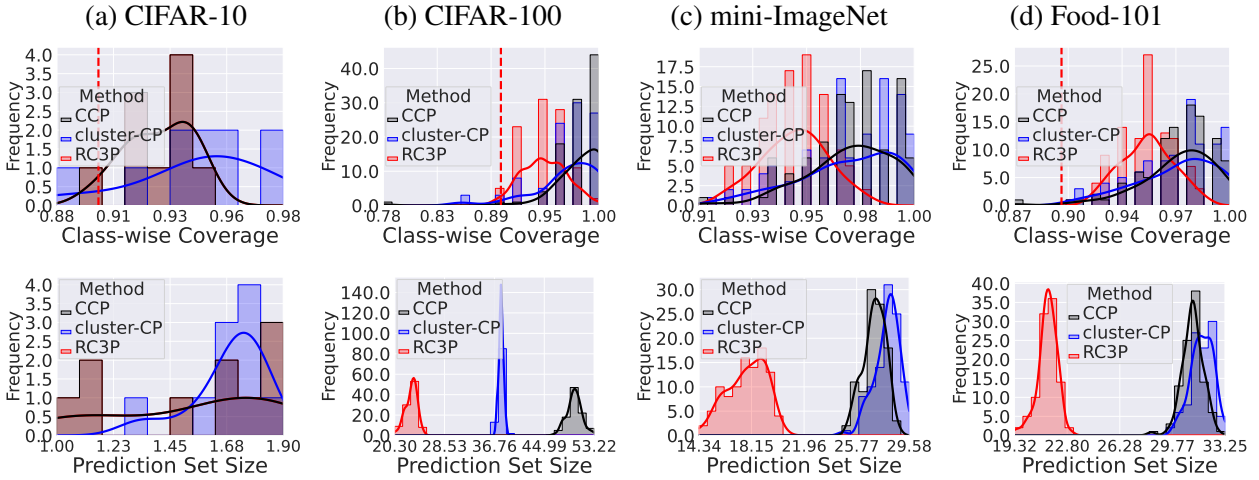 (a) CIFAR-10
(b) CIFAR-100
(c) mini-ImageNet
(d) Food-101
Frequency
4.0
3.5
3.0
2.5
2.0
1.5
1.0
0.5
0.0
Method
CCP
cluster-CP
RC3P
0.88 0.91 0.93 0.96 0.98
Class-wise Coverage
Frequency
40.0
30.0
20.0
10.0
0.0
Method
CCP
cluster-CP
RC3P
0.78 0.83 0.89 0.95 1.00
Class-wise Coverage
Frequency
17.5
15.0
12.5
10.0
7.5
5.0
2.5
0.0
Method
CCP
cluster-CP
RC3P
0.91 0.93 0.95 0.98 1.00
Class-wise Coverage
Frequency
25.0
20.0
15.0
10.0
5.0
0.0
Method
CCP
cluster-CP
RC3P
0.87 0.90 0.94 0.97 1.00
Class-wise Coverage
Frequency
4.0
3.5
3.0
2.5
2.0
1.5
1.0
0.5
0.0
Method
CCP
cluster-CP
RC3P
1.00 1.23 1.45 1.68 1.90
Prediction Set Size
Frequency
140.0
120.0
100.0
80.0
60.0
40.0
20.0
0.0
Method
CCP
cluster-CP
RC3P
20.30 28.53 36.76 44.99 53.22
Prediction Set Size
Frequency
30.0
25.0
20.0
15.0
10.0
5.0
0.0
Method
CCP
cluster-CP
RC3P
14.34 18.15 21.96 25.77 29.58
Prediction Set Size
Frequency
40.0
35.0
30.0
25.0
20.0
15.0
10.0
5.0
0.0
Method
CCP
cluster-CP
RC3P
19.32 22.80 26.28 29.77 33.25
Prediction Set Size